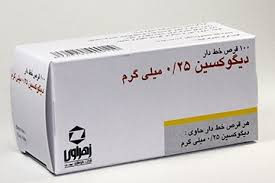 ۱۰۰ قرص خط دار
دیگوکسین ۰/۲۵ میلی گرم
هر قرص خط دار حاوی :
دیگوکسین ۰/۲۵ میلی گرم
زهراوی